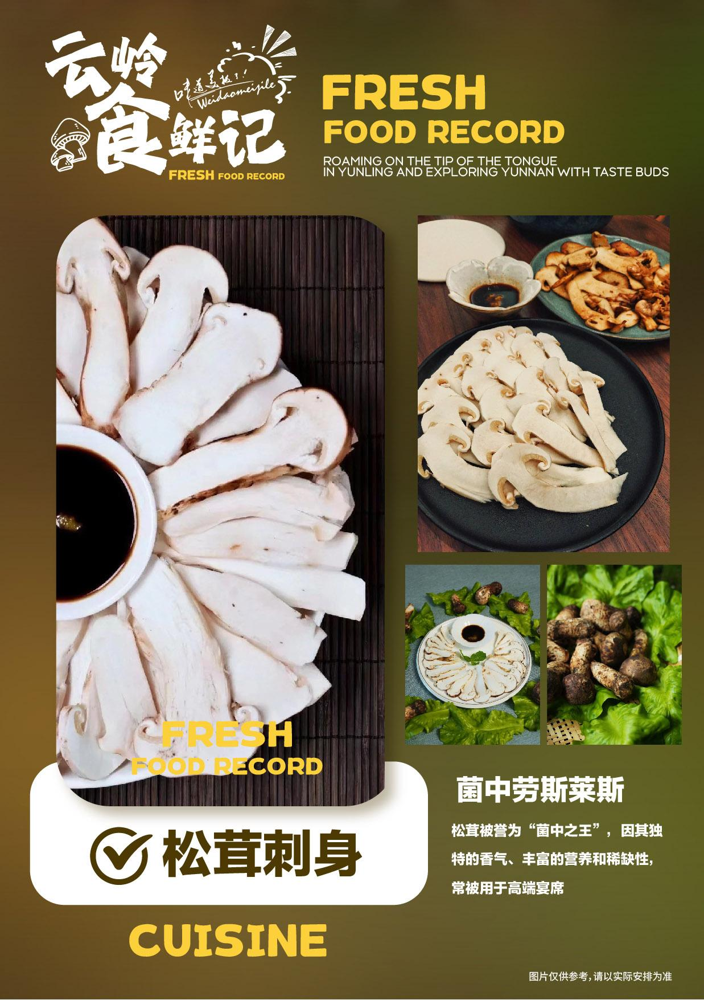 云岭
食鲜记
味道美极了!
Weidaomeijile
FRESH FOOD RECORD
FRESH
FOOD RECORD
ROAMING ON THE TIP OF THE TONGUE
IN YUNLING AND EXPLORING YUNNAN WITH TASTE BUDS
FRESH
FOOD RECORD
松茸刺身
CUISINE
菌中劳斯莱斯
松茸被誉为“菌中之王”，因其独
特的香气、丰富的营养和稀缺性，
常被用于高端宴席
图片仅供参考，请以实际安排为准